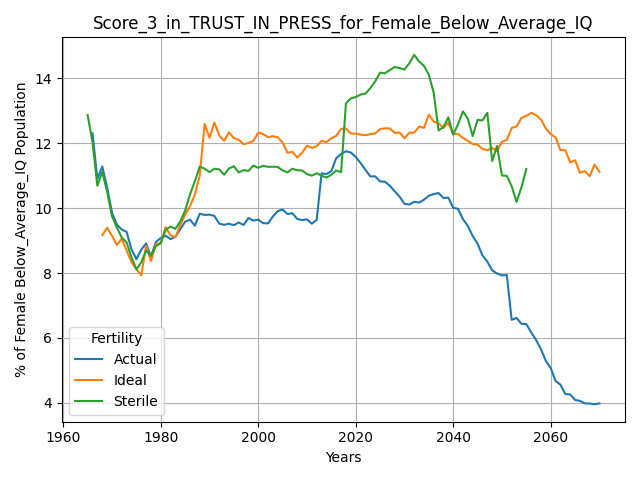 Score_3_in_TRUST_IN_PRESS_for_Female_Below_Average_IQ
% of Female Below_Average_IQ Population
14
12
10
8
6
4
Fertility
Actual
Ideal
Sterile
1960 1980 2000 2020 2040 2060
Years